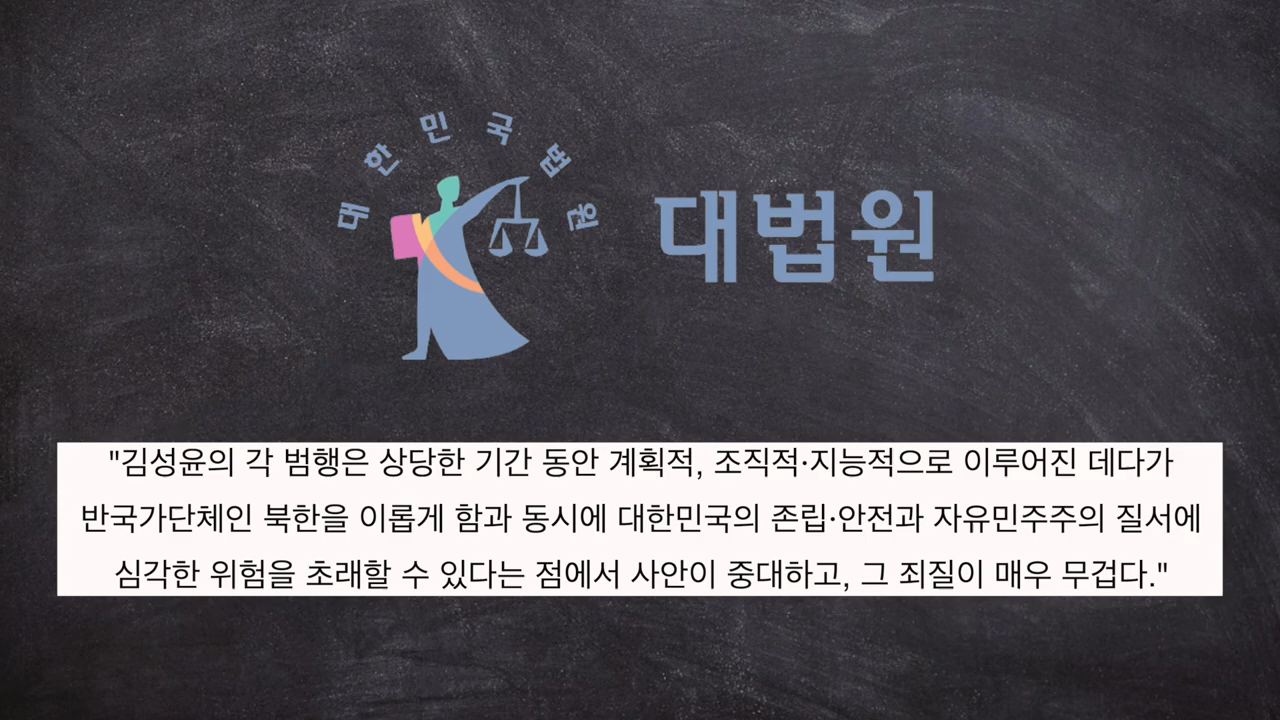 대한민국법원
대법원
"김성윤의 각 범행은 상당한 기간 동안 계획적, 조직적·지능적으로 이루어진 데다가
반국가단체인 북한을 이롭게 함과 동시에 대한민국의 존립·안전과 자유민주주의 질서에
심각한 위험을 초래할 수 있다는 점에서 사안이 중대하고, 그 죄질이 매우 무겁다."